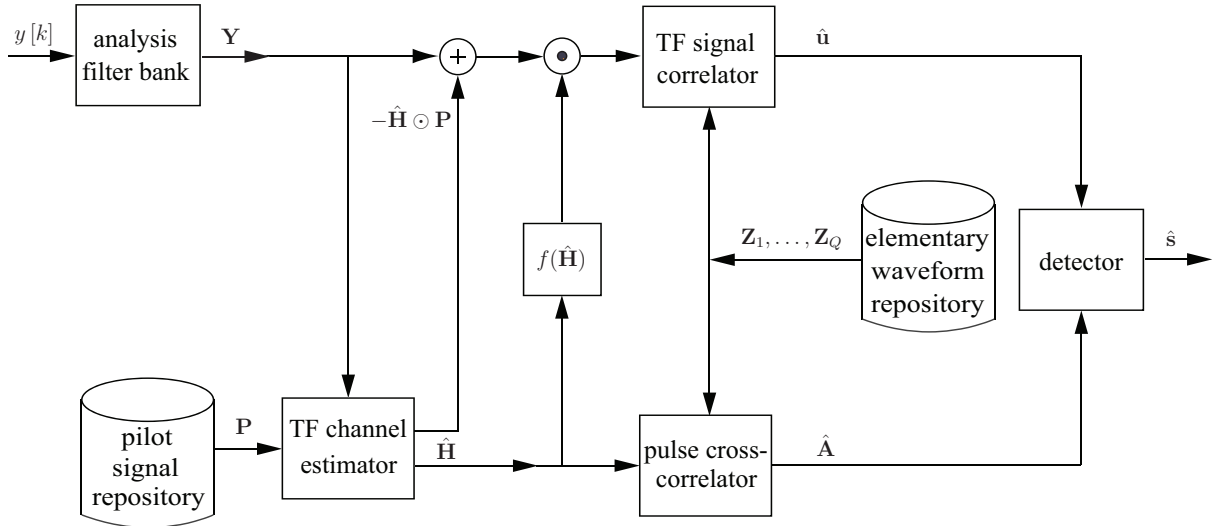 y [k]
analysis
filter bank
Y
+
TF signal
correlator
û
−Ĥ ⊙ P
f(Ĥ)
Z₁, . . . , Z_Q
elementary
waveform
repository
detector
ŝ
pilot
signal
repository
P
TF channel
estimator
Ĥ
pulse cross-
correlator
Â